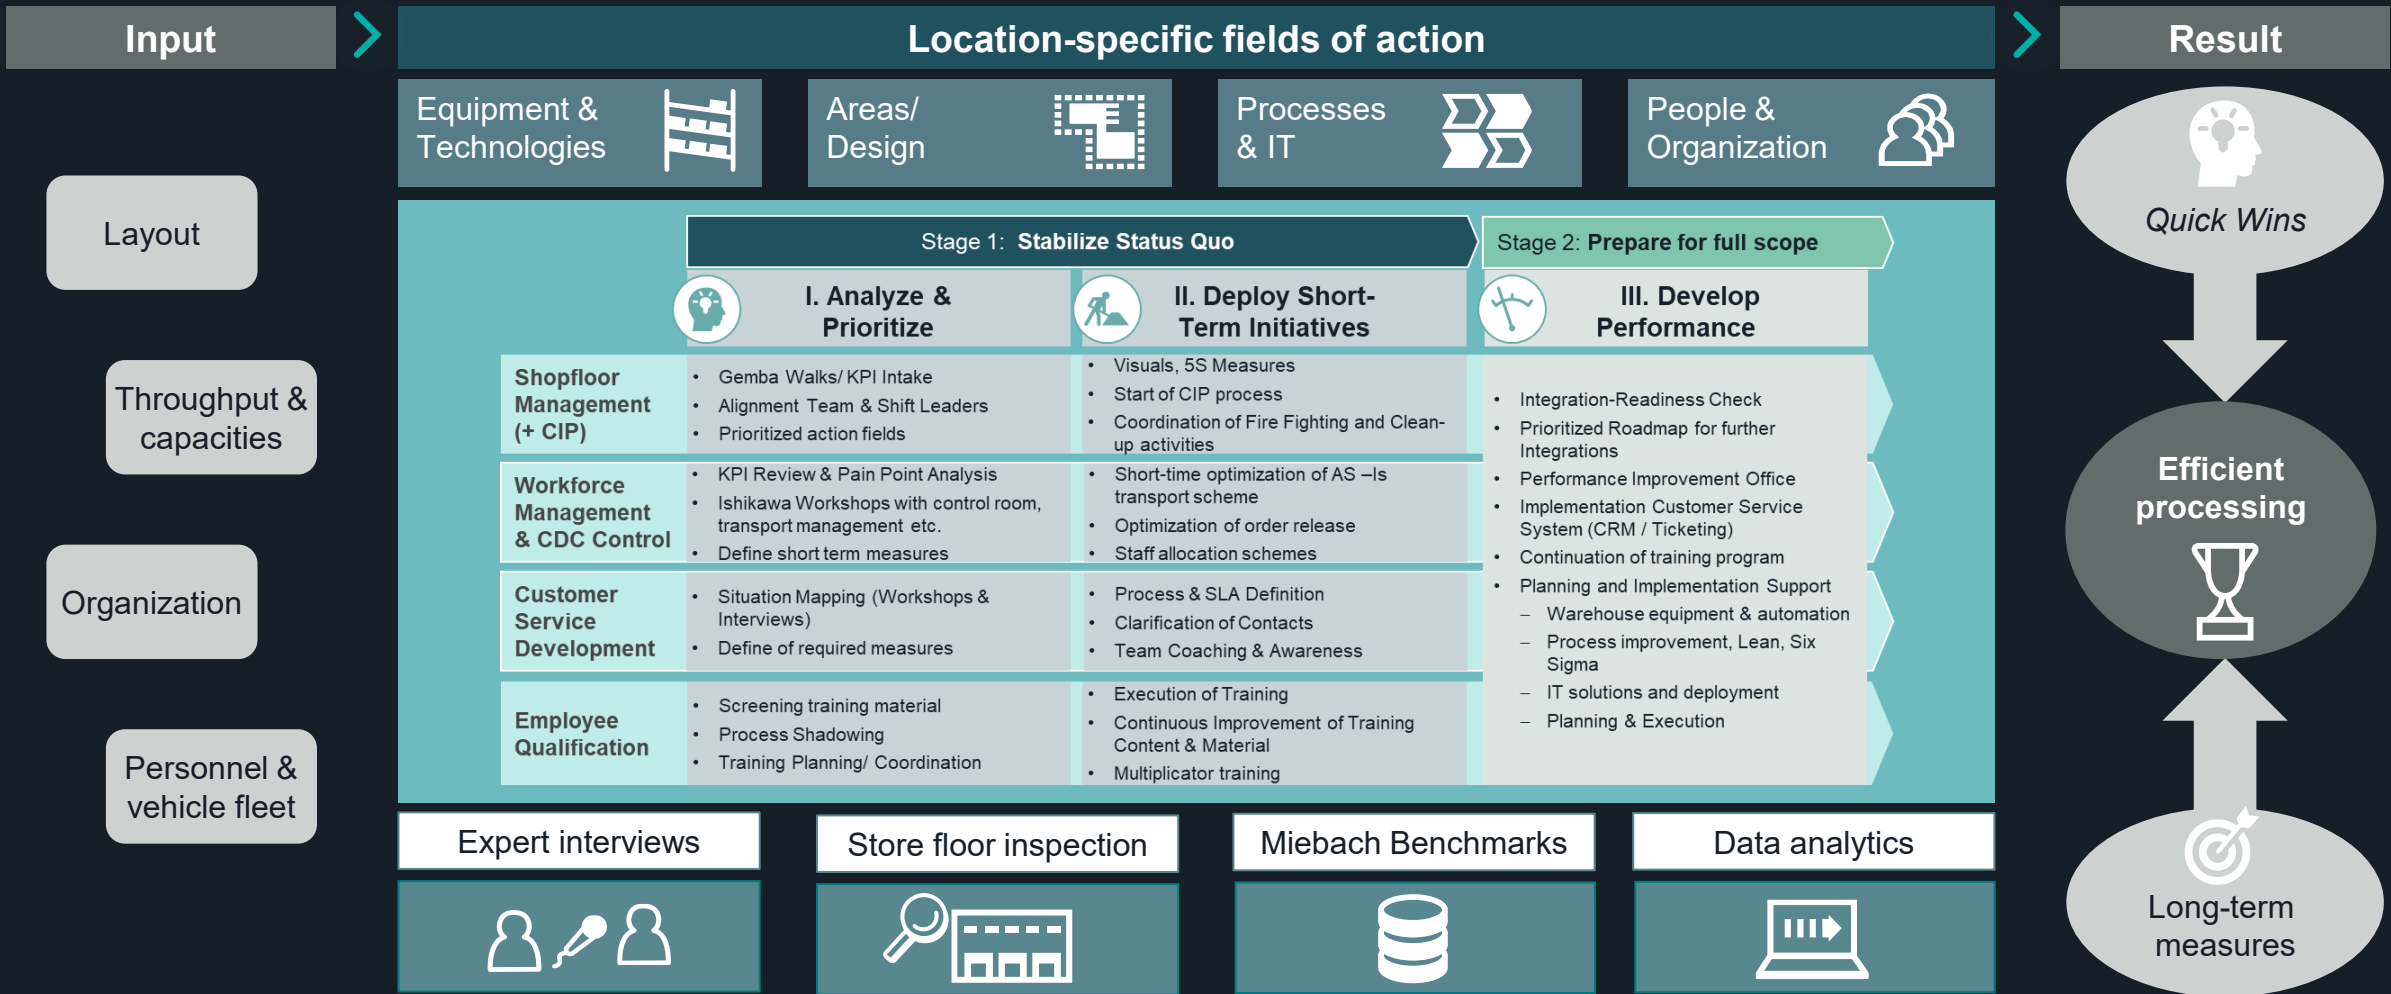 Input
Location-specific fields of action
Result
Equipment &
Technologies
Areas/
Design
Processes
& IT
People &
Organization
Layout
Throughput &
capacities
Organization
Personnel &
vehicle fleet
Stage 1: Stabilize Status Quo
Stage 2: Prepare for full scope
I. Analyze &
Prioritize
II. Deploy Short-
Term Initiatives
III. Develop
Performance
Shopfloor
Management
(+ CIP)
• Gemba Walks/ KPI Intake
• Alignment Team & Shift Leaders
• Prioritized action fields
• Visuals, 5S Measures
• Start of CIP process
• Coordination of Fire Fighting and Clean-
up activities
Workforce
Management
& CDC Control
• KPI Review & Pain Point Analysis
• Ishikawa Workshops with control room,
transport management etc.
• Define short term measures
• Short-time optimization of AS –Is
transport scheme
• Optimization of order release
• Staff allocation schemes
Customer
Service
Development
• Situation Mapping (Workshops &
Interviews)
• Define of required measures
• Process & SLA Definition
• Clarification of Contacts
• Team Coaching & Awareness
Employee
Qualification
• Screening training material
• Process Shadowing
• Training Planning/ Coordination
• Execution of Training
• Continuous Improvement of Training
Content & Material
• Multiplicator training
• Integration-Readiness Check
• Prioritized Roadmap for further
Integrations
• Performance Improvement Office
• Implementation Customer Service
System (CRM / Ticketing)
• Continuation of training program
• Planning and Implementation Support
– Warehouse equipment & automation
– Process improvement, Lean, Six
Sigma
– IT solutions and deployment
– Planning & Execution
Expert interviews
Store floor inspection
Miebach Benchmarks
Data analytics
Quick Wins
Efficient
processing
Long-term
measures